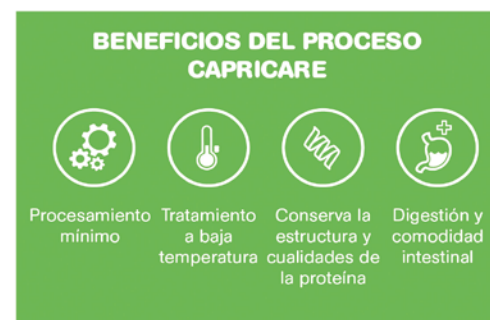 BENEFICIOS DEL PROCESO
CAPRICARE
Procesamiento
mínimo
Tratamiento
a baja
temperatura
Conserva la
estructura y
cualidades de
la proteína
Digestión y
comodidad
intestinal